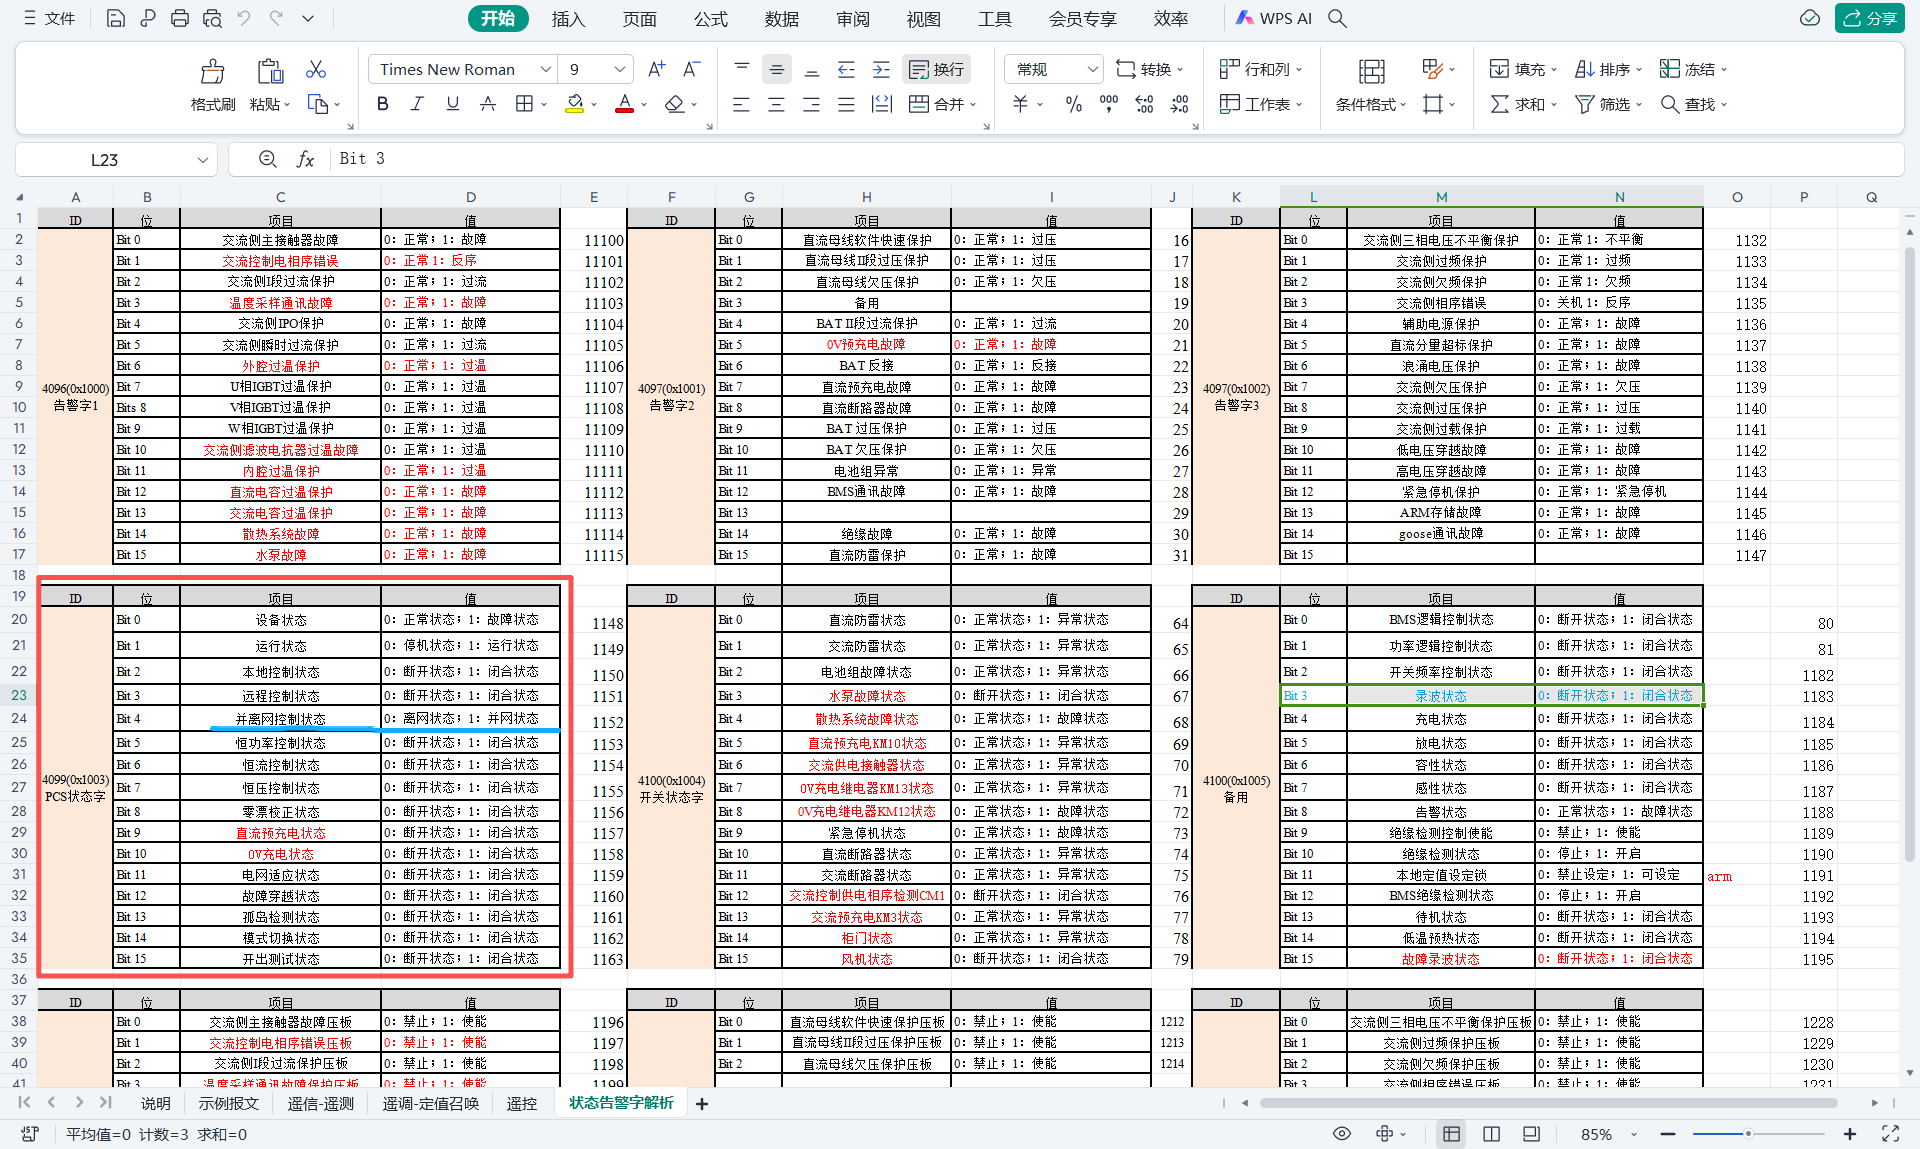 文件 开始 插入 页面 公式 数据 审阅 视图 工具 会员专享 效率 WPS AI 分享
格式刷 粘贴 Times New Roman 9 换行 常规 转换 行和列 填充 排序 冻结
合并 条件格式 工作表 求和 筛选 查找
L23 Bit 3
A B C D E F G H I J K L M N O P Q
1 ID 位 项目 值 ID 位 项目 值 ID 位 项目 值
2 Bit 0 交流侧主接触器故障 0：正常；1：故障 11100 Bit 0 直流母线软件快速保护 0：正常；1：过压 16 Bit 0 交流侧三相电压不平衡保护 0：正常 1：不平衡 1132
3 Bit 1 交流控制电相序错误 0：正常 1：反序 11101 Bit 1 直流母线II段过压保护 0：正常；1：过压 17 Bit 1 交流侧过频保护 0：正常 1：过频 1133
4 Bit 2 交流侧I段过流保护 0：正常；1：过流 11102 Bit 2 直流母线欠压保护 0：正常；1：欠压 18 Bit 2 交流侧欠频保护 0：正常 1：欠频 1134
5 Bit 3 温度采样通讯故障 0：正常；1：故障 11103 Bit 3 备用 19 Bit 3 交流侧相序错误 0：关机 1：反序 1135
6 Bit 4 交流侧IPO保护 0：正常；1：故障 11104 Bit 4 BAT II段过流保护 0：正常；1：过流 20 Bit 4 辅助电源保护 0：正常；1：故障 1136
7 Bit 5 交流侧瞬时过流保护 0：正常；1：过流 11105 Bit 5 0V预充电故障 0：正常；1：故障 21 Bit 5 直流分量超标保护 0：正常；1：故障 1137
8 Bit 6 外腔过温保护 0：正常；1：过温 11106 Bit 6 BAT 反接 0：正常；1：反接 22 Bit 6 浪涌电压保护 0：正常；1：故障 1138
9 4096(0x1000) Bit 7 U相IGBT过温保护 0：正常；1：过温 11107 4097(0x1001) Bit 7 直流预充电故障 0：正常；1：故障 23 4097(0x1002) Bit 7 交流侧欠压保护 0：正常；1：欠压 1139
10 告警字1 Bits 8 V相IGBT过温保护 0：正常；1：过温 11108 告警字2 Bit 8 直流断路器故障 0：正常；1：故障 24 告警字3 Bit 8 交流侧过压保护 0：正常；1：过压 1140
11 Bit 9 W相IGBT过温保护 0：正常；1：过温 11109 Bit 9 BAT 过压保护 0：正常；1：过压 25 Bit 9 交流侧过载保护 0：正常；1：过载 1141
12 Bit 10 交流侧滤波电抗器过温故障 0：正常；1：故障 11110 Bit 10 BAT 欠压保护 0：正常；1：欠压 26 Bit 10 低电压穿越故障 0：正常；1：故障 1142
13 Bit 11 内腔过温保护 0：正常；1：过温 11111 Bit 11 电池组异常 0：正常；1：异常 27 Bit 11 高电压穿越故障 0：正常；1：故障 1143
14 Bit 12 直流电容过温保护 0：正常；1：故障 11112 Bit 12 BMS通讯故障 0：正常；1：故障 28 Bit 12 紧急停机保护 0：正常；1：紧急停机 1144
15 Bit 13 交流电容过温保护 0：正常；1：故障 11113 Bit 13 29 Bit 13 ARM存储故障 0：正常；1：故障 1145
16 Bit 14 散热系统故障 0：正常；1：故障 11114 Bit 14 绝缘故障 0：正常；1：故障 30 Bit 14 goose通讯故障 0：正常；1：故障 1146
17 Bit 15 水泵故障 0：正常；1：故障 11115 Bit 15 直流防雷保护 0：正常；1：故障 31 Bit 15 1147
18
19 ID 位 项目 值 ID 位 项目 值 ID 位 项目 值
20 Bit 0 设备状态 0：正常状态；1：故障状态 1148 Bit 0 直流防雷状态 0：正常状态；1：异常状态 64 Bit 0 BMS逻辑控制状态 0：断开状态；1：闭合状态 80
21 Bit 1 运行状态 0：停机状态；1：运行状态 1149 Bit 1 交流防雷状态 0：正常状态；1：异常状态 65 Bit 1 功率逻辑控制状态 0：断开状态；1：闭合状态 81
22 Bit 2 本地控制状态 0：断开状态；1：闭合状态 1150 Bit 2 电池组故障状态 0：正常状态；1：异常状态 66 Bit 2 开关频率控制状态 0：断开状态；1：闭合状态 1182
23 Bit 3 远程控制状态 0：断开状态；1：闭合状态 1151 Bit 3 水泵故障状态 0：断开状态；1：闭合状态 67 Bit 3 录波状态 0：断开状态；1：闭合状态 1183
24 Bit 4 并离网控制状态 0：离网状态；1：并网状态 1152 Bit 4 散热系统故障状态 0：正常状态；1：故障状态 68 Bit 4 充电状态 0：断开状态；1：闭合状态 1184
25 Bit 5 恒功率控制状态 0：断开状态；1：闭合状态 1153 Bit 5 直流预充电KM10状态 0：正常状态；1：异常状态 69 Bit 5 放电状态 0：断开状态；1：闭合状态 1185
26 Bit 6 恒流控制状态 0：断开状态；1：闭合状态 1154 Bit 6 交流供电接触器状态 0：正常状态；1：异常状态 70 Bit 6 容性状态 0：断开状态；1：闭合状态 1186
27 4099(0x1003) Bit 7 恒压控制状态 0：断开状态；1：闭合状态 1155 4100(0x1004) Bit 7 0V充电继电器KM13状态 0：正常状态；1：异常状态 71 4100(0x1005) Bit 7 感性状态 0：断开状态；1：闭合状态 1187
28 PCS状态字 Bit 8 零票校正状态 0：断开状态；1：闭合状态 1156 开关状态字 Bit 8 0V充电继电器KM12状态 0：正常状态；1：异常状态 72 备用 Bit 8 告警状态 0：正常状态；1：故障状态 1188
29 Bit 9 直流预充电状态 0：断开状态；1：闭合状态 1157 Bit 9 紧急停机状态 0：正常状态；1：故障状态 73 Bit 9 绝缘检测控制使能 0：禁止；1：使能 1189
30 Bit 10 0V充电状态 0：断开状态；1：闭合状态 1158 Bit 10 直流断路器状态 0：正常状态；1：异常状态 74 Bit 10 绝缘检测状态 0：停止；1：开启 1190
31 Bit 11 电网适应状态 0：断开状态；1：闭合状态 1159 Bit 11 交流断路器状态 0：正常状态；1：异常状态 75 Bit 11 本地定值设定锁 0：禁止设定；1：可设定 arm 1191
32 Bit 12 故障穿越状态 0：断开状态；1：闭合状态 1160 Bit 12 交流控制供电相序检测CM1 0：断开状态；1：闭合状态 76 Bit 12 BMS绝缘检测状态 0：停止；1：开启 1192
33 Bit 13 孤岛检测状态 0：断开状态；1：闭合状态 1161 Bit 13 交流预充电KM3状态 0：正常状态；1：异常状态 77 Bit 13 待机状态 0：断开状态；1：闭合状态 1193
34 Bit 14 模式切换状态 0：断开状态；1：闭合状态 1162 Bit 14 柜门状态 0：正常状态；1：异常状态 78 Bit 14 低温预热状态 0：断开状态；1：闭合状态 1194
35 Bit 15 开出测试状态 0：断开状态；1：闭合状态 1163 Bit 15 风机状态 0：断开状态；1：闭合状态 79 Bit 15 故障录波状态 0：断开状态；1：闭合状态 1195
36
37 ID 位 项目 值 ID 位 项目 值 ID 位 项目 值
38 Bit 0 交流侧主接触器故障压板 0：禁止；1：使能 1196 Bit 0 直流母线软件快速保护压板 0：禁止；1：使能 1212 Bit 0 交流侧三相电压不平衡保护压板 0：禁止；1：使能 1228
39 Bit 1 交流控制电相序错误压板 0：禁止；1：使能 1197 Bit 1 直流母线II段过压保护压板 0：禁止；1：使能 1213 Bit 1 交流侧过频保护压板 0：禁止；1：使能 1229
40 Bit 2 交流侧I段过流保护压板 0：禁止；1：使能 1198 Bit 2 直流母线欠压保护压板 0：禁止；1：使能 1214 Bit 2 交流侧欠频保护压板 0：禁止；1：使能 1230
41 Bit 3 温度采样通讯故障保护压板 0：禁止；1：使能 1199 Bit 3 交流侧相序错误压板 0：禁止；1：使能 1231
说明 示例报文 遥信-遥测 遥调-定值召唤 遥控 状态告警字解析
平均值=0 计数=3 求和=0 85%